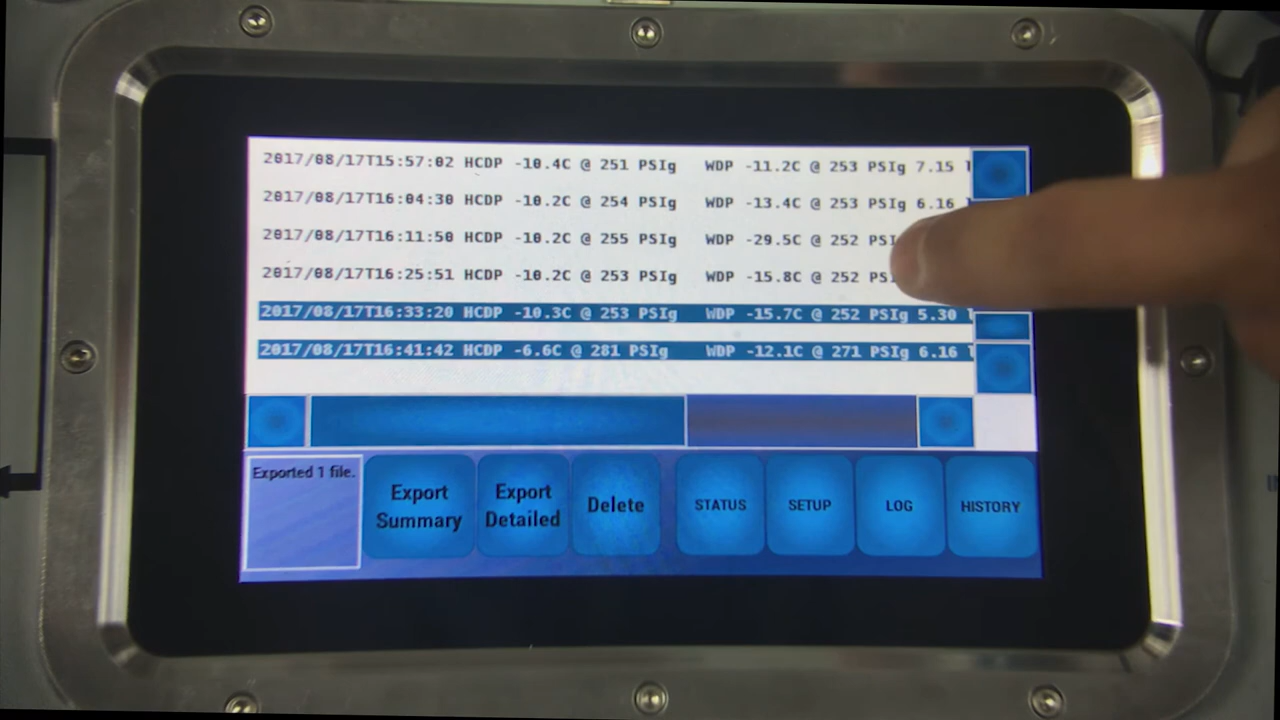 2017/08/17T15:57:02 HCDP -10.4C @ 251 PSIg WDP -11.2C @ 253 PSIg 7.15
2017/08/17T16:04:30 HCDP -10.2C @ 254 PSIg WDP -13.4C @ 253 PSIg 6.16
2017/08/17T16:11:50 HCDP -10.2C @ 255 PSIg WDP -29.5C @ 252
2017/08/17T16:25:51 HCDP -10.2C @ 253 PSIg WDP -15.8C @ 252
2017/08/17T16:33:20 HCDP -10.3C @ 253 PSIg WDP -15.7C @ 252 PSIg 5.30
2017/08/17T16:41:42 HCDP -6.6C @ 281 PSIg WDP -12.1C @ 271 PSIg 6.16
Exported 1 file.
Export Summary
Export Detailed
Delete
STATUS
SETUP
LOG
HISTORY